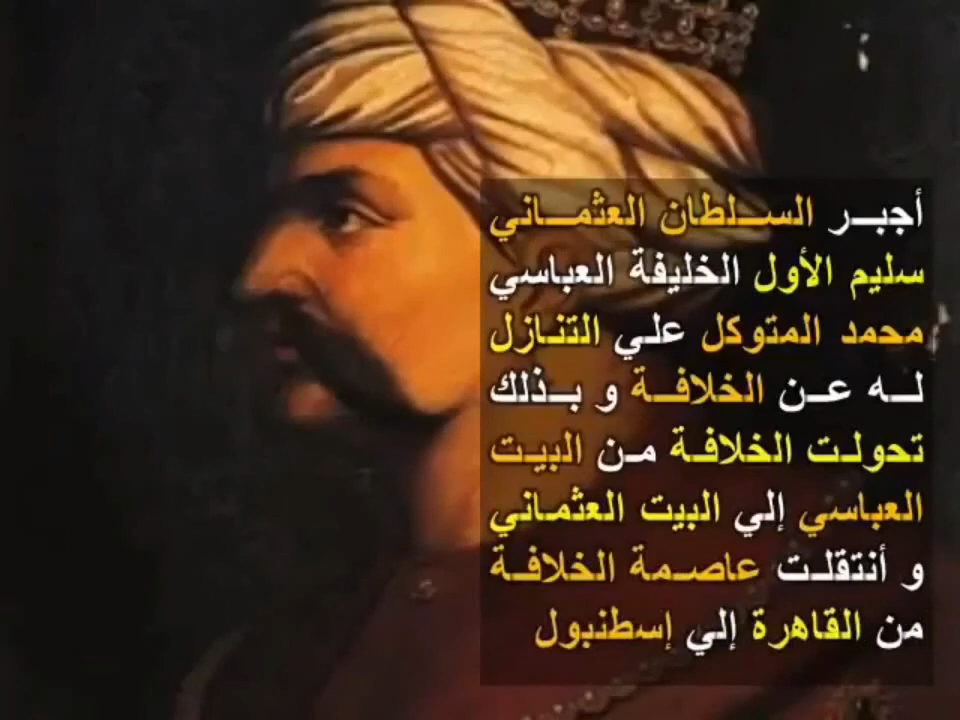 أجبر السلطان العثماني
سليم الأول الخليفة العباسي
محمد المتوكل علي التنازل
له عن الخلافة و بذلك
تحولت الخلافة من البيت
العباسي إلي البيت العثماني
و أنتقلت عاصمة الخلافة
من القاهرة إلي إسطنبول